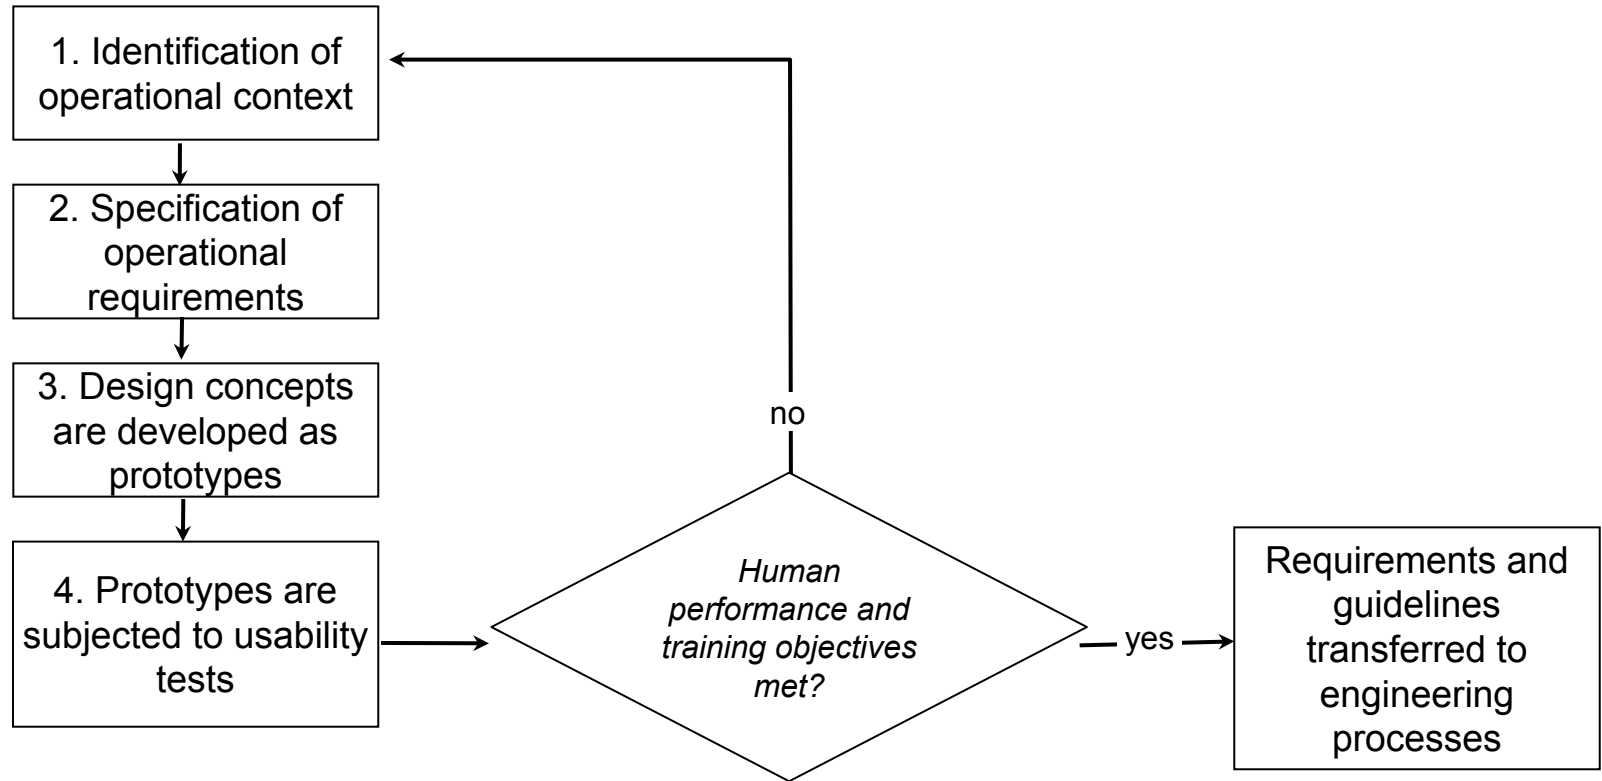 1. Identification of
operational context
2. Specification of
operational
requirements
3. Design concepts
are developed as
prototypes
4. Prototypes are
subjected to usability
tests
no
Human
performance and
training objectives
met?
yes
Requirements and
guidelines
transferred to
engineering
processes